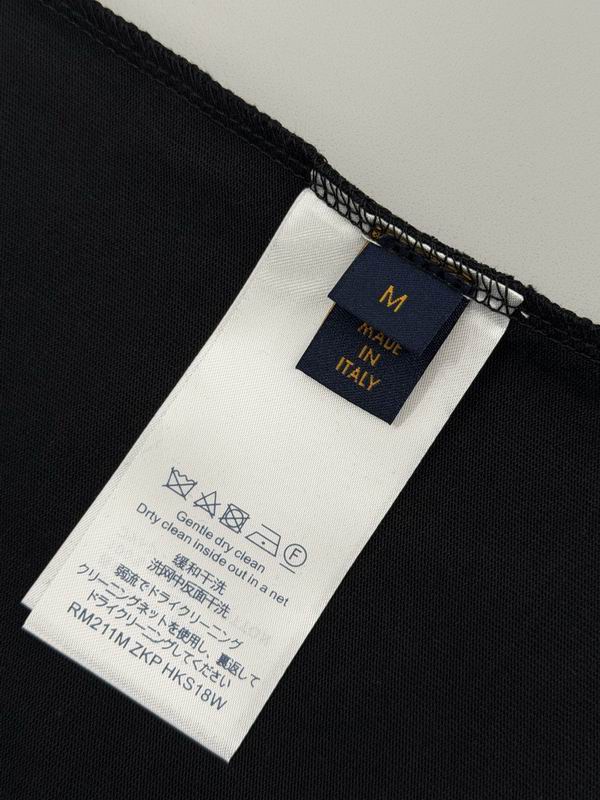 M
MADE
IN
ITALY
F
Gentle dry clean
Drty clean inside out in a net
缓和干洗
洗网中反面干洗
弱流でドライクリーニング
クリーニングネットを使用し、裏返して
ドライクリーニングしてください
RM211M ZKP HKS18W